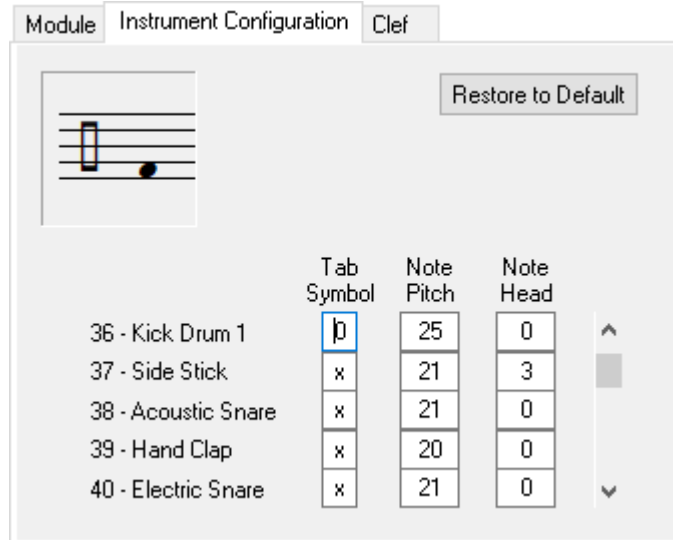 Module Instrument Configuration Clef
Restore to Default
Tab Note Note
Symbol Pitch Head
36 - Kick Drum 1 0 25 0
37 - Side Stick x 21 3
38 - Acoustic Snare x 21 0
39 - Hand Clap x 20 0
40 - Electric Snare x 21 0